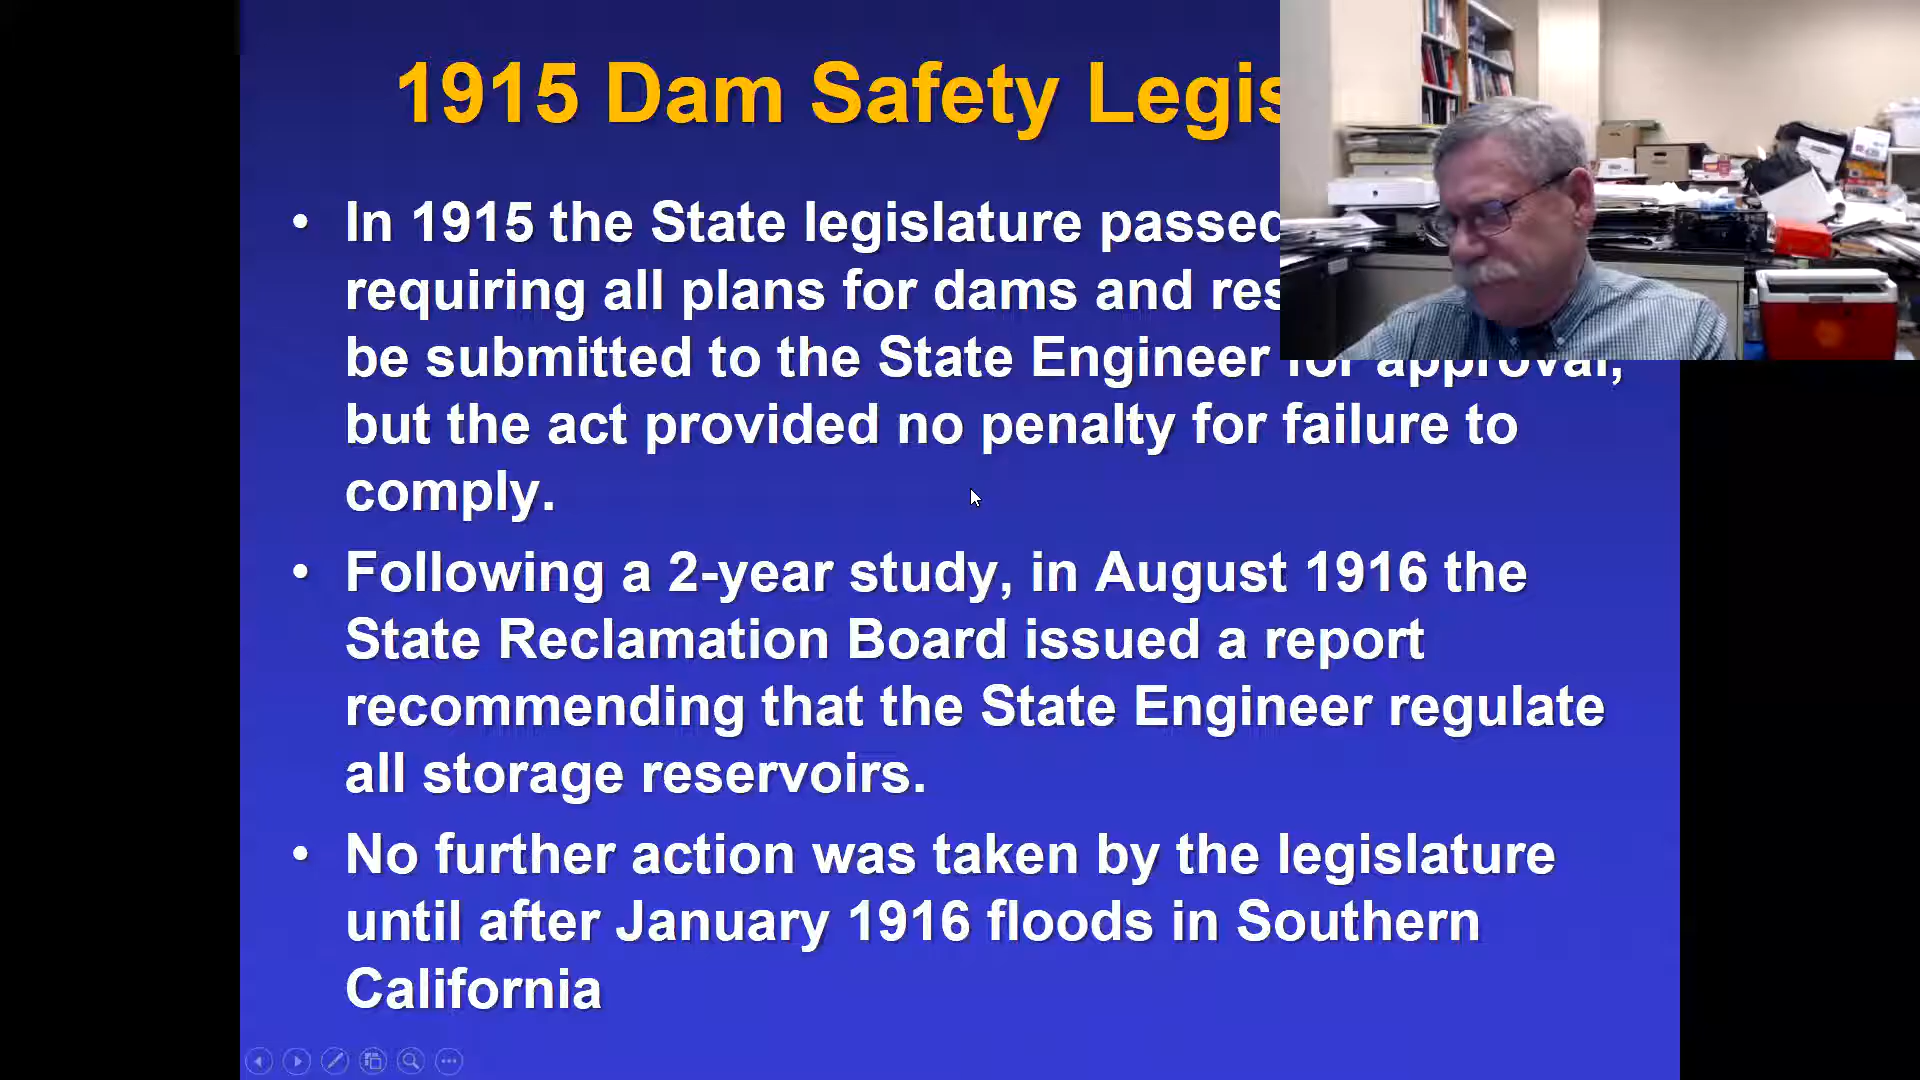 1915 Dam Safety Legis
• In 1915 the State legislature passed
requiring all plans for dams and res
be submitted to the State Engineer for approval,
but the act provided no penalty for failure to
comply.
• Following a 2-year study, in August 1916 the
State Reclamation Board issued a report
recommending that the State Engineer regulate
all storage reservoirs.
• No further action was taken by the legislature
until after January 1916 floods in Southern
California